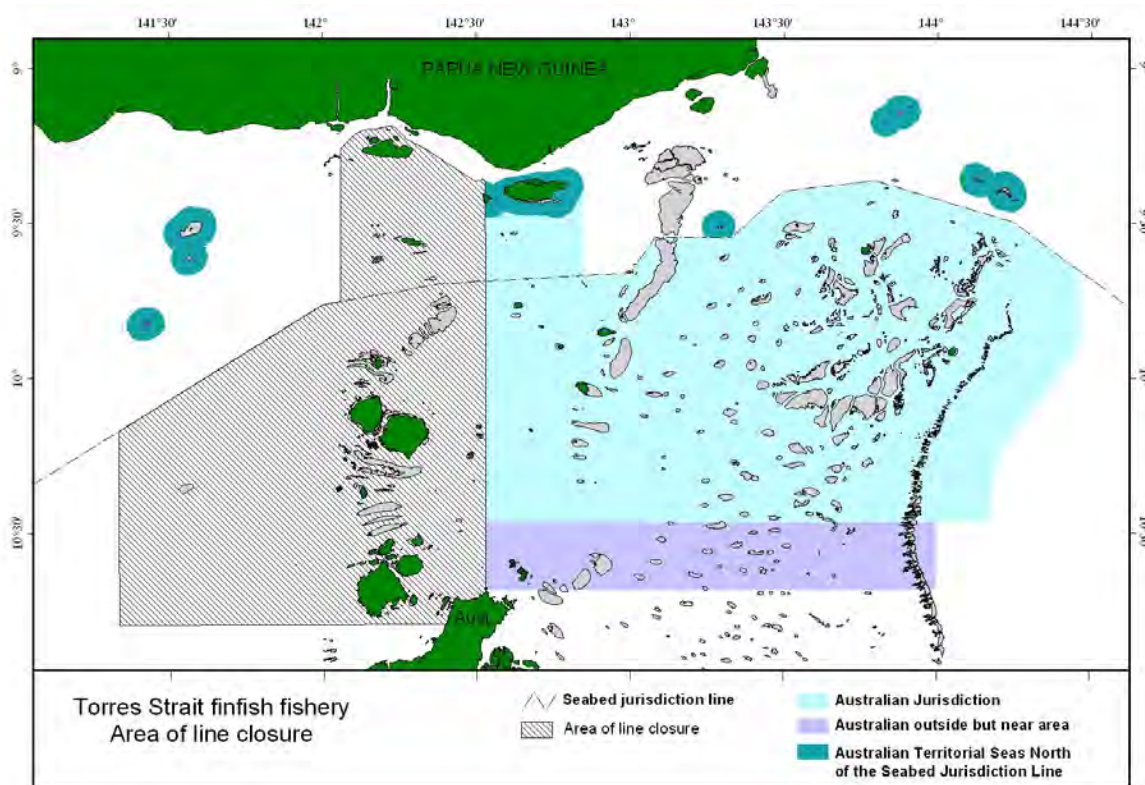 141°30' 142° 142°30' 143° 143°30' 144° 144°30'
PAPUA NEW GUINEA
9° 9°
9°30'
10° 10°
10°30'
Aust.
Torres Strait finfish fishery
Area of line closure
Seabed jurisdiction line
Area of line closure
Australian Jurisdiction
Australian outside but near area
Australian Territorial Seas North
of the Seabed Jurisdiction Line